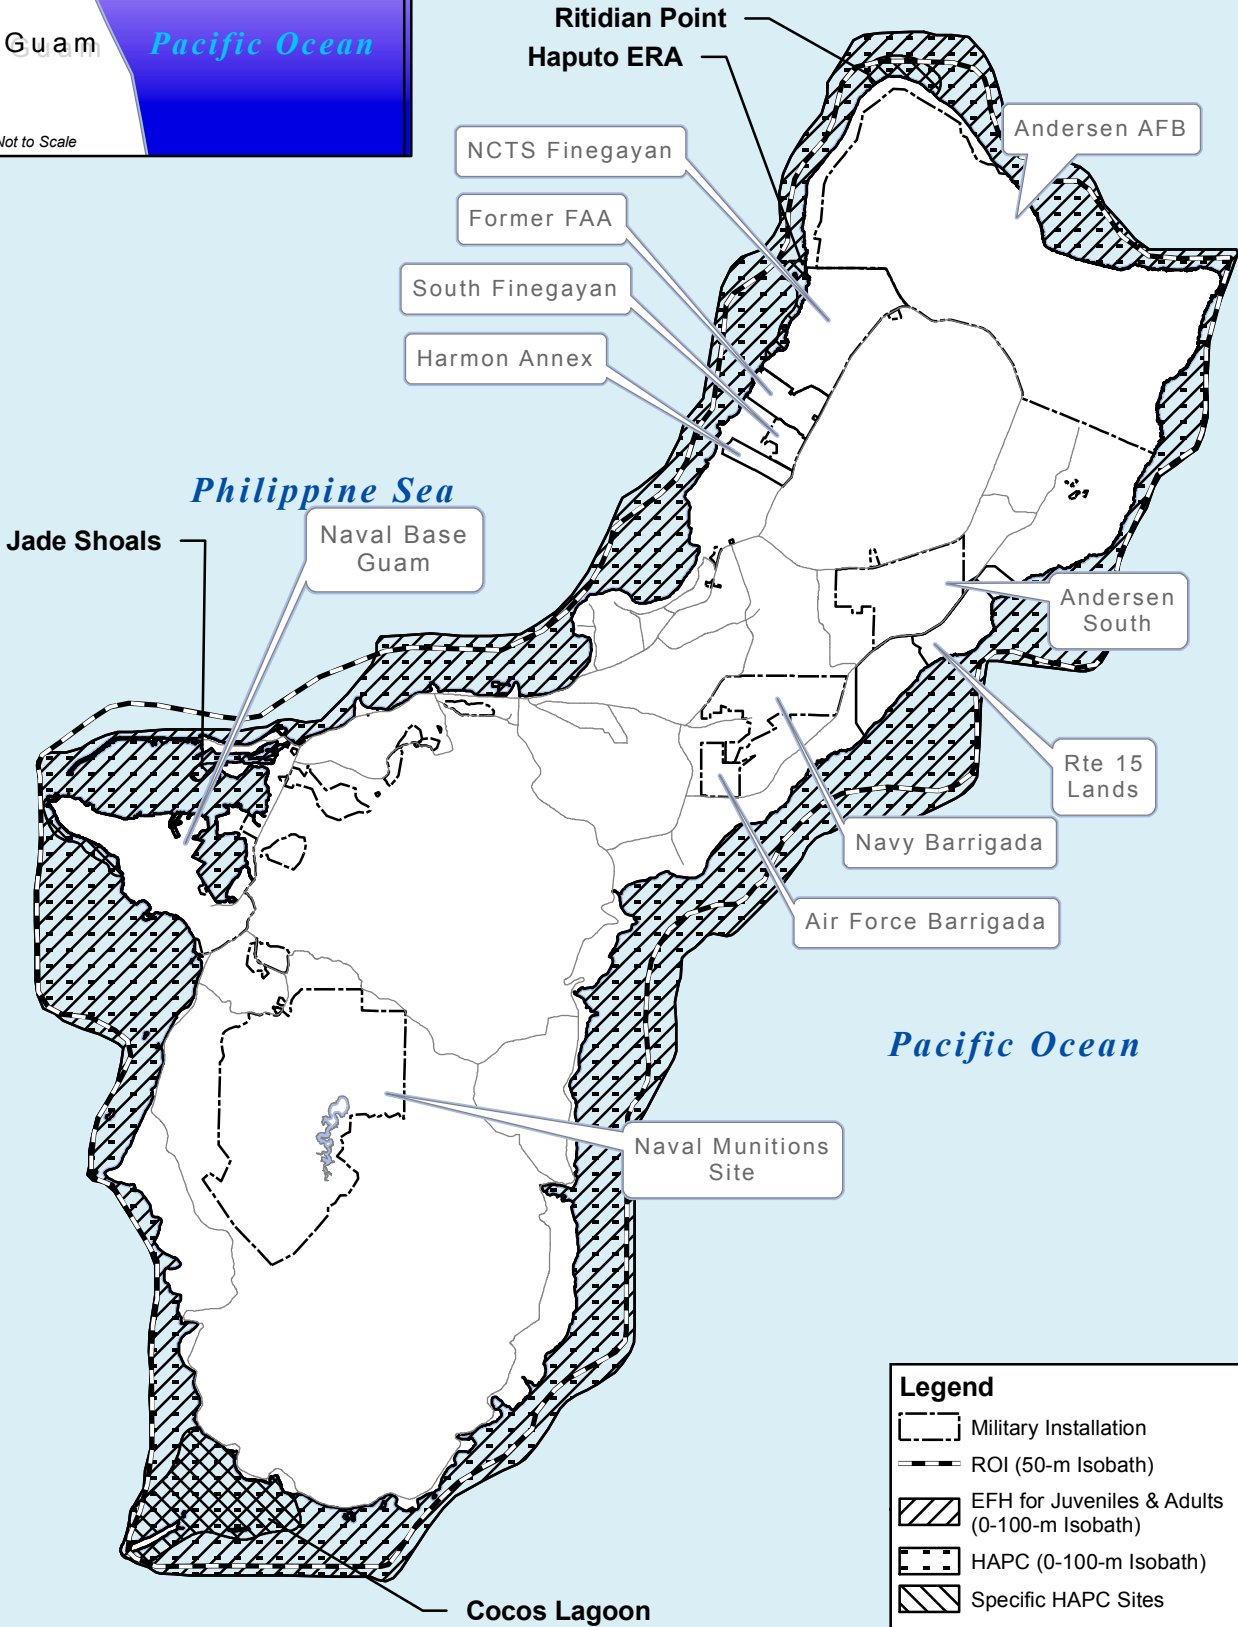 Guam
Pacific Ocean
Not to Scale
Ritidian Point
Haputo ERA
Andersen AFB
NCTS Finegayan
Former FAA
South Finegayan
Harmon Annex
Philippine Sea
Jade Shoals
Naval Base
Guam
Andersen
South
Rte 15
Lands
Navy Barrigada
Air Force Barrigada
Pacific Ocean
Naval Munitions
Site
Cocos Lagoon
Legend
Military Installation
ROI (50-m Isobath)
EFH for Juveniles & Adults
(0-100-m Isobath)
HAPC (0-100-m Isobath)
Specific HAPC Sites